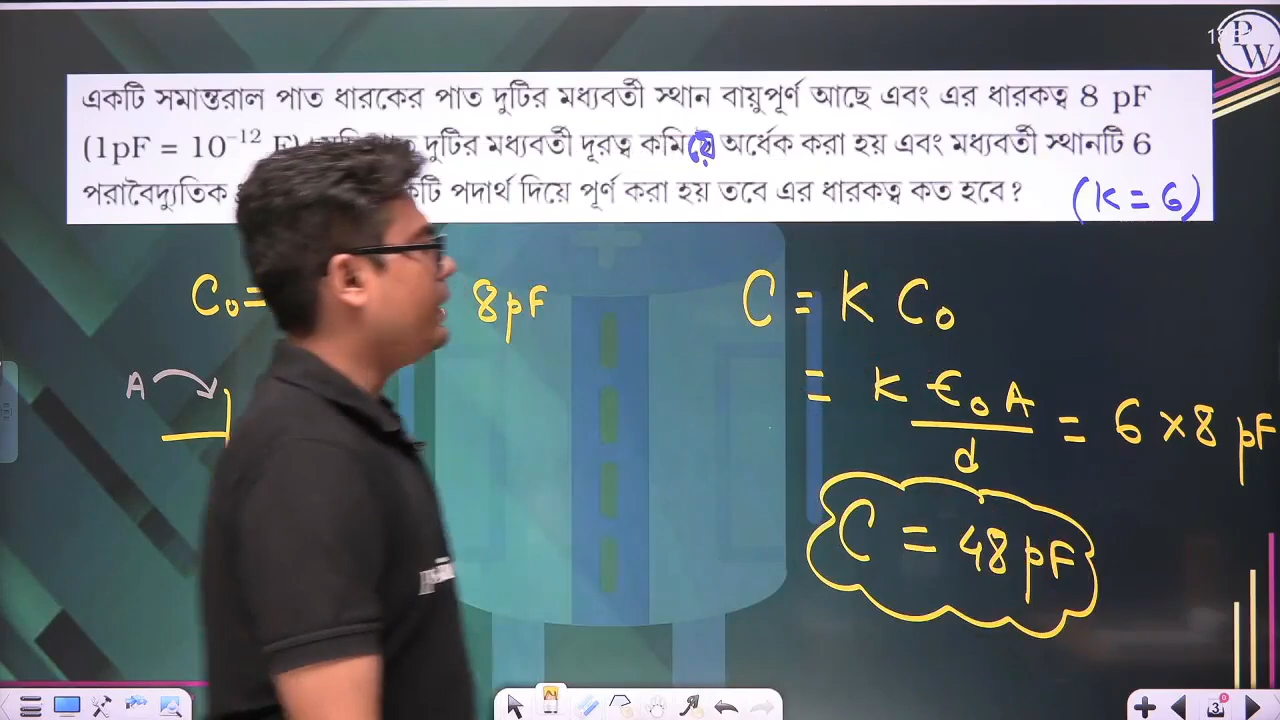 একটি সমান্তরাল পাত ধারকের পাত দুটির মধ্যবর্তী স্থান বায়ুপূর্ণ আছে এবং এর ধারকত্ব 8 pF
(1pF = 10⁻¹² F) দুটির মধ্যবর্তী দূরত্ব কমিয়ে অর্ধেক করা হয় এবং মধ্যবর্তী স্থানটি 6
পরাবৈদ্যুতিক পদার্থ দিয়ে পূর্ণ করা হয় তবে এর ধারকত্ব কত হবে ?
(K = 6)
C₀ = 8pF
A
C = K C₀
= K ϵ₀A/d = 6 × 8 pF
C = 48 pF
PW
3